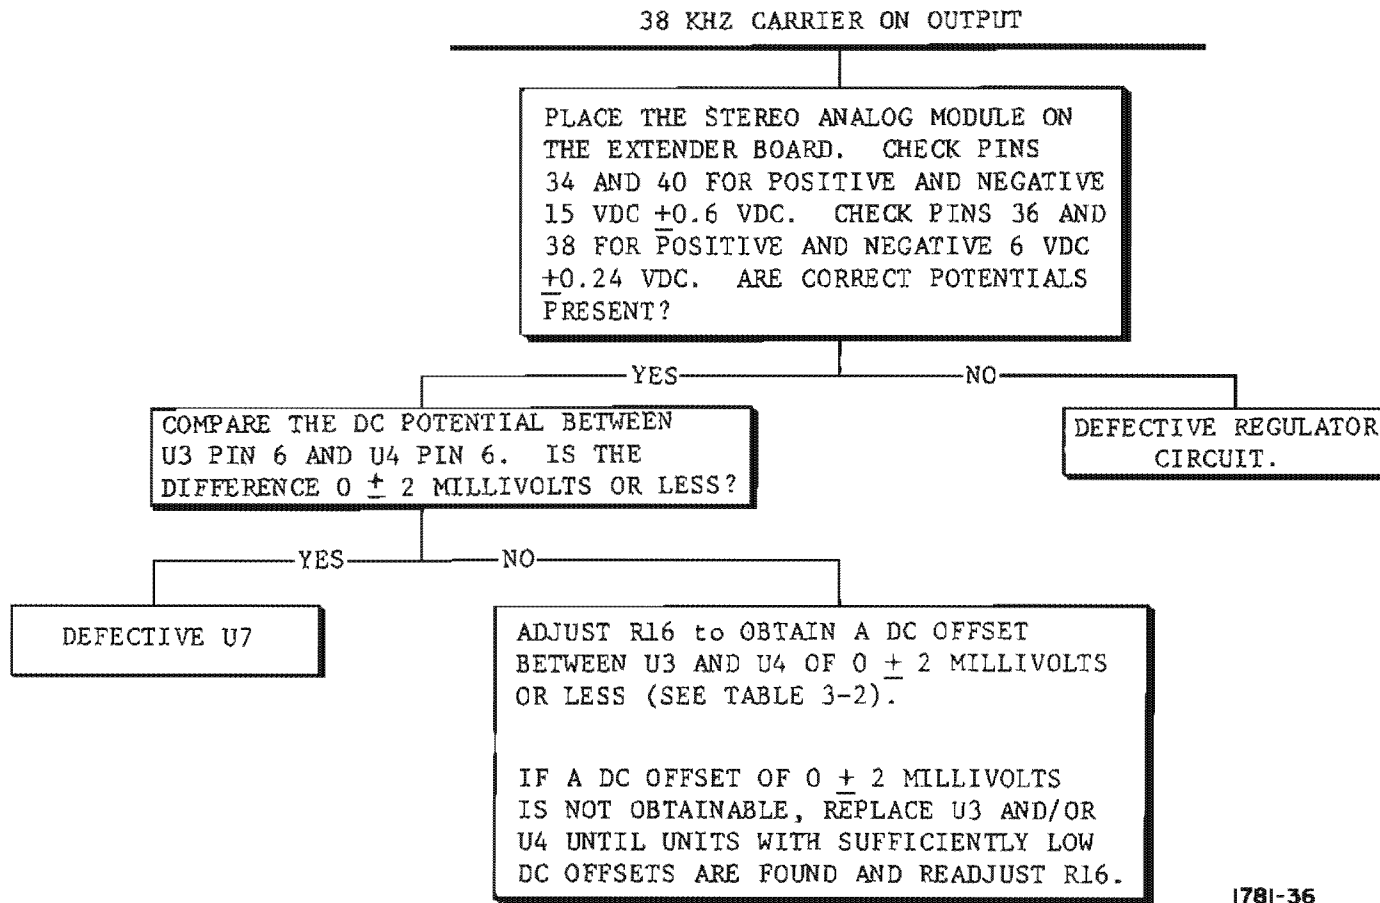 38 KHZ CARRIER ON OUTPUT
PLACE THE STEREO ANALOG MODULE ON
THE EXTENDER BOARD. CHECK PINS
34 AND 40 FOR POSITIVE AND NEGATIVE
15 VDC ±0.6 VDC. CHECK PINS 36 AND
38 FOR POSITIVE AND NEGATIVE 6 VDC
±0.24 VDC. ARE CORRECT POTENTIALS
PRESENT?
YES
NO
COMPARE THE DC POTENTIAL BETWEEN
U3 PIN 6 AND U4 PIN 6. IS THE
DIFFERENCE 0 ± 2 MILLIVOLTS OR LESS?
DEFECTIVE REGULATOR
CIRCUIT.
YES
NO
DEFECTIVE U7
ADJUST R16 to OBTAIN A DC OFFSET
BETWEEN U3 AND U4 OF 0 ± 2 MILLIVOLTS
OR LESS (SEE TABLE 3-2).
IF A DC OFFSET OF 0 ± 2 MILLIVOLTS
IS NOT OBTAINABLE, REPLACE U3 AND/OR
U4 UNTIL UNITS WITH SUFFICIENTLY LOW
DC OFFSETS ARE FOUND AND READJUST R16.
1781-36